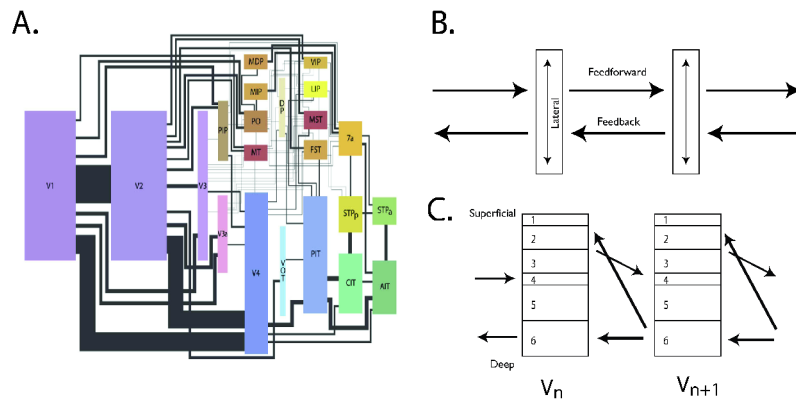 A.
MDP
VIP
MIP
LIP
DP
PIP
PO
MST
MT
FST
7a
V1
V2
V3
V3a
V4
VOT
PIT
STPp
STPa
CIT
AIT
B.
Feedforward
Lateral
Feedback
C.
Superficial
1
2
3
4
5
6
1
2
3
4
5
6
Deep
Vn
Vn+1